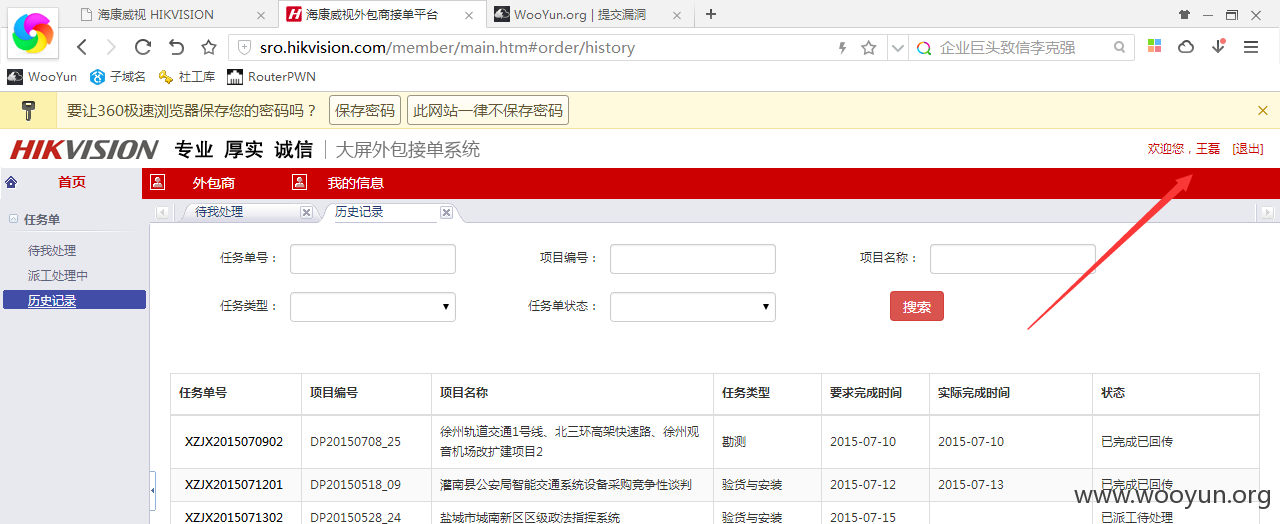 海康威视 HIKVISION
海康威视外包商接单平台
WooYun.org | 提交漏洞
sro.hikvision.com/member/main.htm#order/history
企业巨头致信李克强
WooYun
子域名
社工库
RouterPWN
要让360极速浏览器保存您的密码吗？
保存密码
此网站一律不保存密码
HIKVISION 专业 厚实 诚信 | 大屏外包接单系统
欢迎您，王磊 [退出]
首页
外包商
我的信息
任务单
待我处理
派工处理中
历史记录
待我处理
历史记录
任务单号：
项目编号：
项目名称：
任务类型：
任务单状态：
搜索
任务单号 项目编号 项目名称 任务类型 要求完成时间 实际完成时间 状态
XZJX2015070902 DP20150708_25 徐州轨道交通1号线、北三环高架快速路、徐州观
音机场改扩建项目2 勘测 2015-07-10 2015-07-10 已完成已回传
XZJX2015071201 DP20150518_09 灌南县公安局智能交通系统设备采购竞争性谈判 验货与安装 2015-07-12 2015-07-13 已完成已回传
XZJX2015071302 DP20150528_24 盐城市城南新区区级政法指挥系统 验货与安装 2015-07-15 已派工待处理
www.wooyun.org